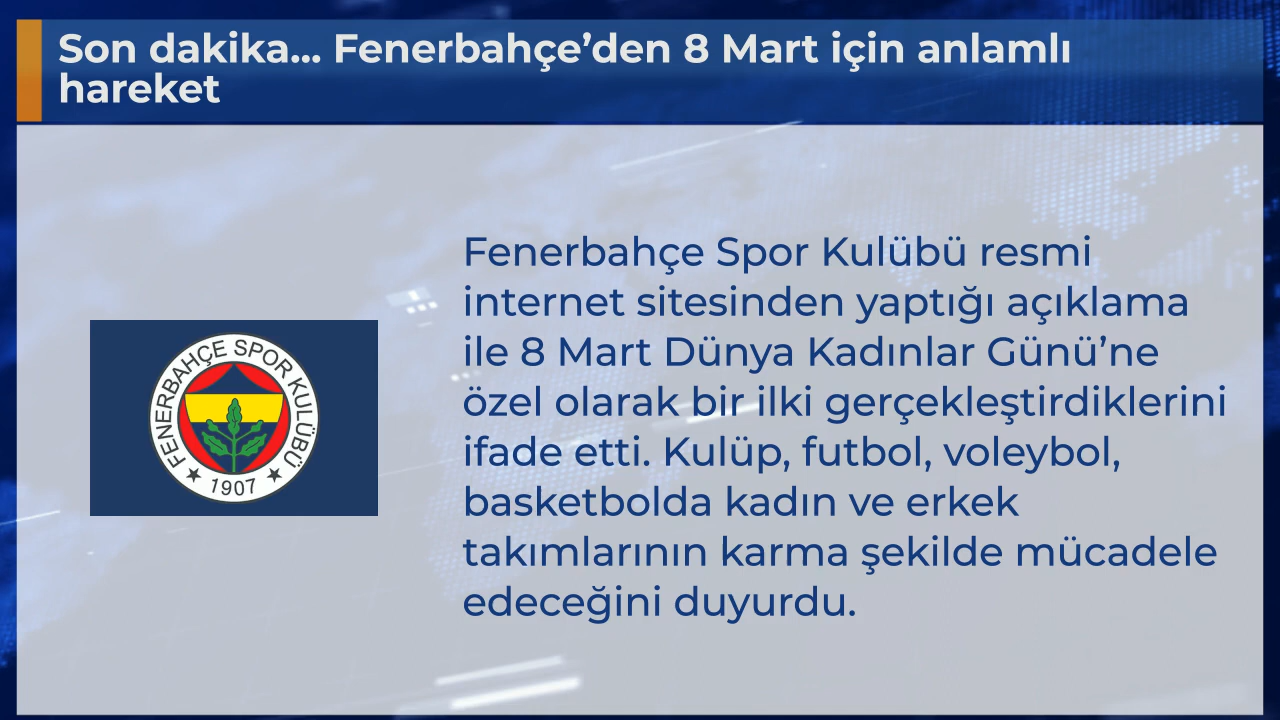 Son dakika... Fenerbahçe’den 8 Mart için anlamlı
hareket
Fenerbahçe Spor Kulübü resmi
internet sitesinden yaptığı açıklama
ile 8 Mart Dünya Kadınlar Günü’ne
özel olarak bir ilki gerçekleştirdiklerini
ifade etti. Kulüp, futbol, voleybol,
basketbolda kadın ve erkek
takımlarının karma şekilde mücadele
edeceğini duyurdu.
FENERBAHÇE SPOR KULÜBÜ
★ 1907 ★